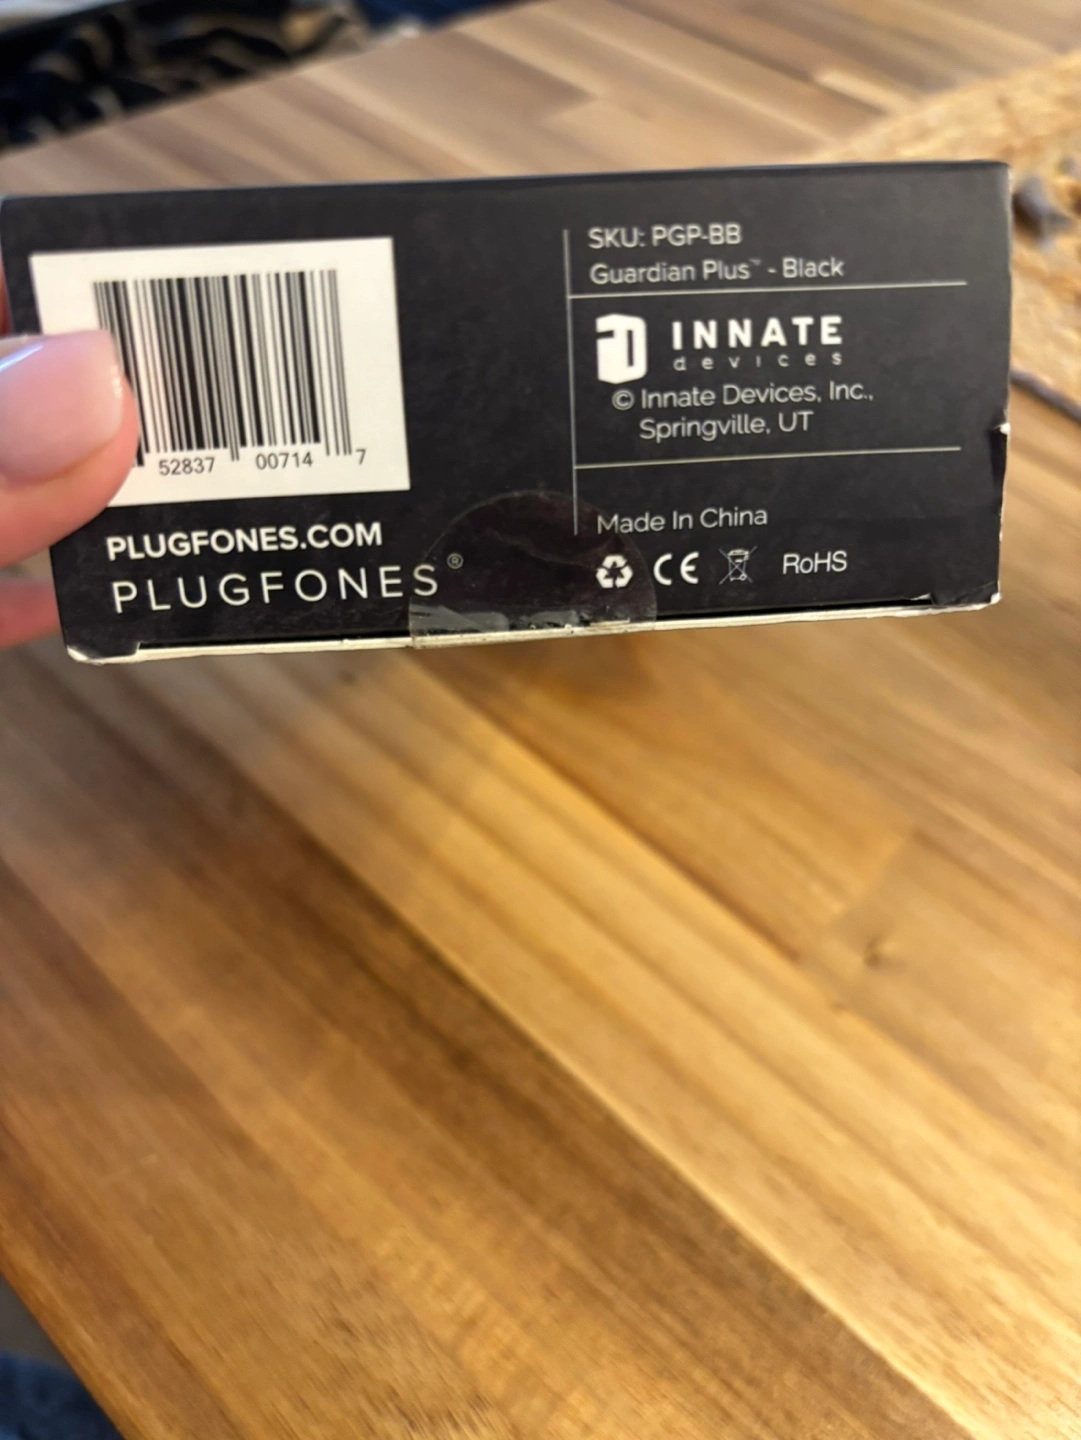 52837 00714 7
PLUGFONES.COM
PLUGFONES®
SKU: PGP-BB
Guardian Plus™ - Black
INNATE
devices
© Innate Devices, Inc.,
Springville, UT
Made In China
CE RoHS